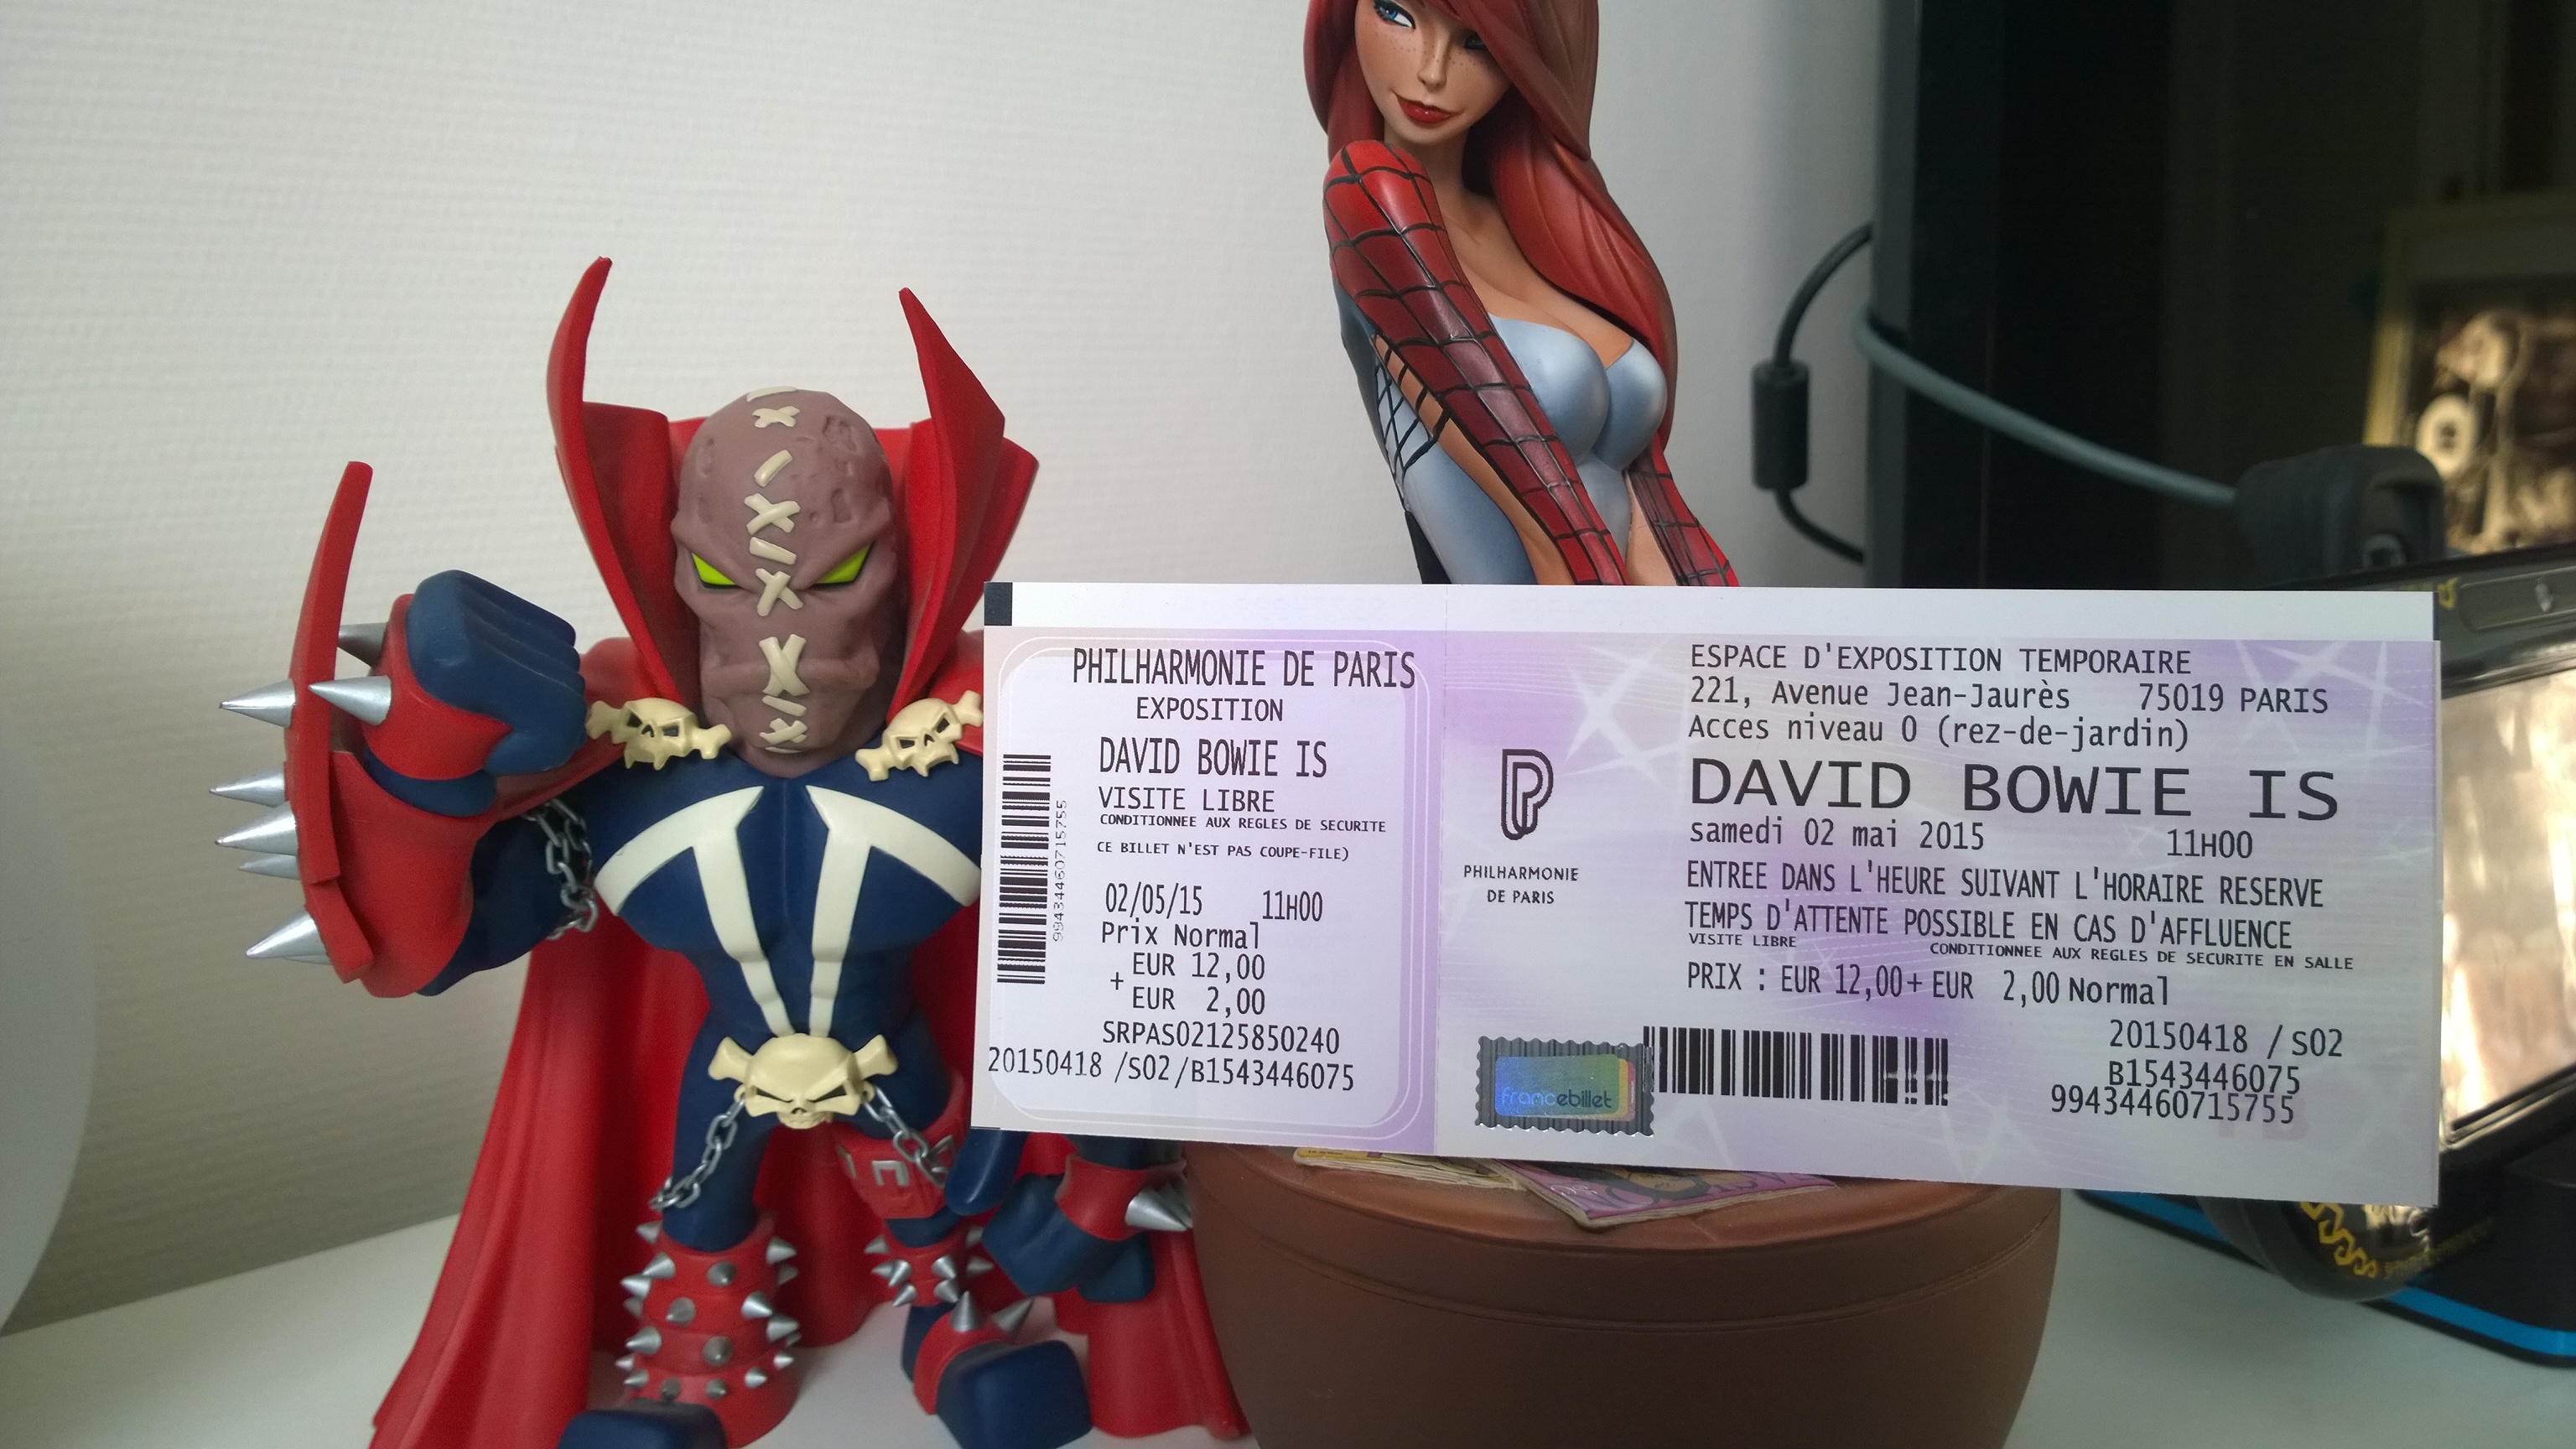 PHILHARMONIE DE PARIS
EXPOSITION
DAVID BOWIE IS
VISITE LIBRE
CONDITIONNEE AUX REGLES DE SECURITE
CE BILLET N'EST PAS COUPE-FILE)
02/05/15 11H00
Prix Normal
EUR 12,00
+
EUR 2,00
SRPAS02125850240
20150418 /S02/B1543446075
99434460715755
PHILHARMONIE
DE PARIS
ESPACE D'EXPOSITION TEMPORAIRE
221, Avenue Jean-Jaurès 75019 PARIS
Acces niveau 0 (rez-de-jardin)
DAVID BOWIE IS
samedi 02 mai 2015 11H00
ENTREE DANS L'HEURE SUIVANT L'HORAIRE RESERVE
TEMPS D'ATTENTE POSSIBLE EN CAS D'AFFLUENCE
VISITE LIBRE CONDITIONNEE AUX REGLES DE SECURITE EN SALLE
PRIX : EUR 12,00+ EUR 2,00 Normal
francebillet
20150418 / S02
B1543446075
99434460715755